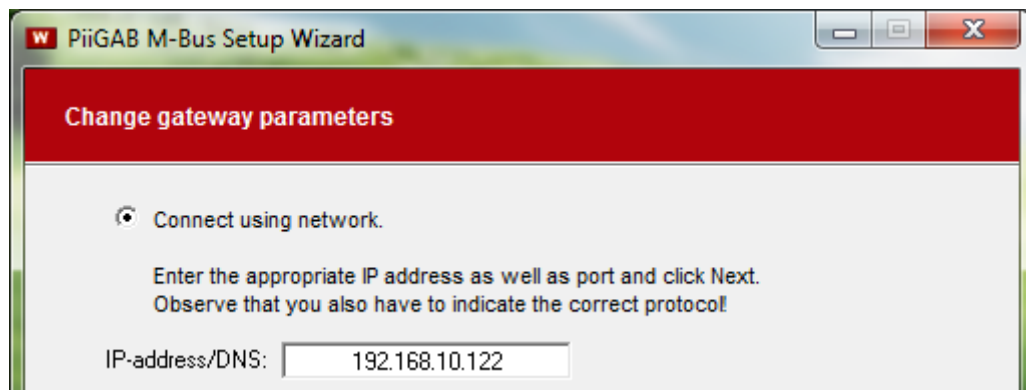 W PiiGAB M-Bus Setup Wizard
Change gateway parameters
Connect using network.
Enter the appropriate IP address as well as port and click Next.
Observe that you also have to indicate the correct protocol!
IP-address/DNS: 192.168.10.122